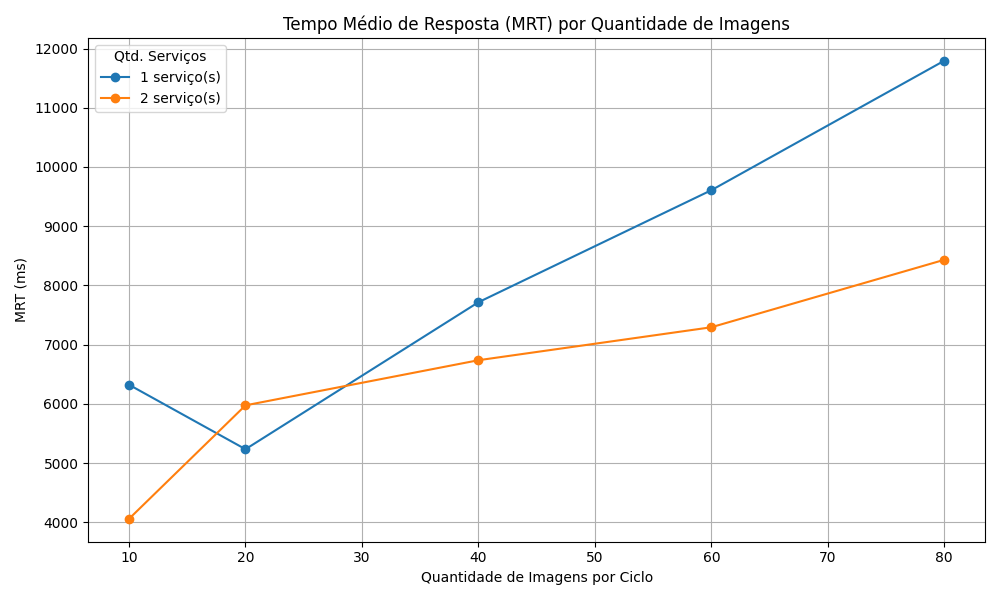 Tempo Médio de Resposta (MRT) por Quantidade de Imagens
Qtd. Serviços
1 serviço(s)
2 serviço(s)
12000
11000
10000
9000
8000
7000
6000
5000
4000
MRT (ms)
10 20 30 40 50 60 70 80
Quantidade de Imagens por Ciclo